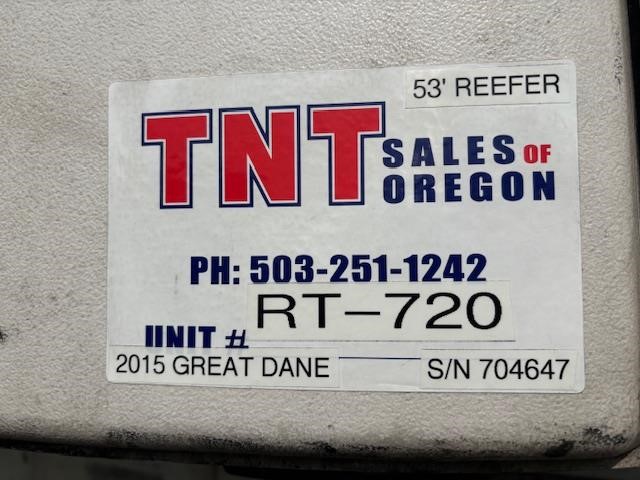 53' REEFER
TNT SALES OF
OREGON
PH: 503-251-1242
UNIT # RT-720
2015 GREAT DANE S/N 704647